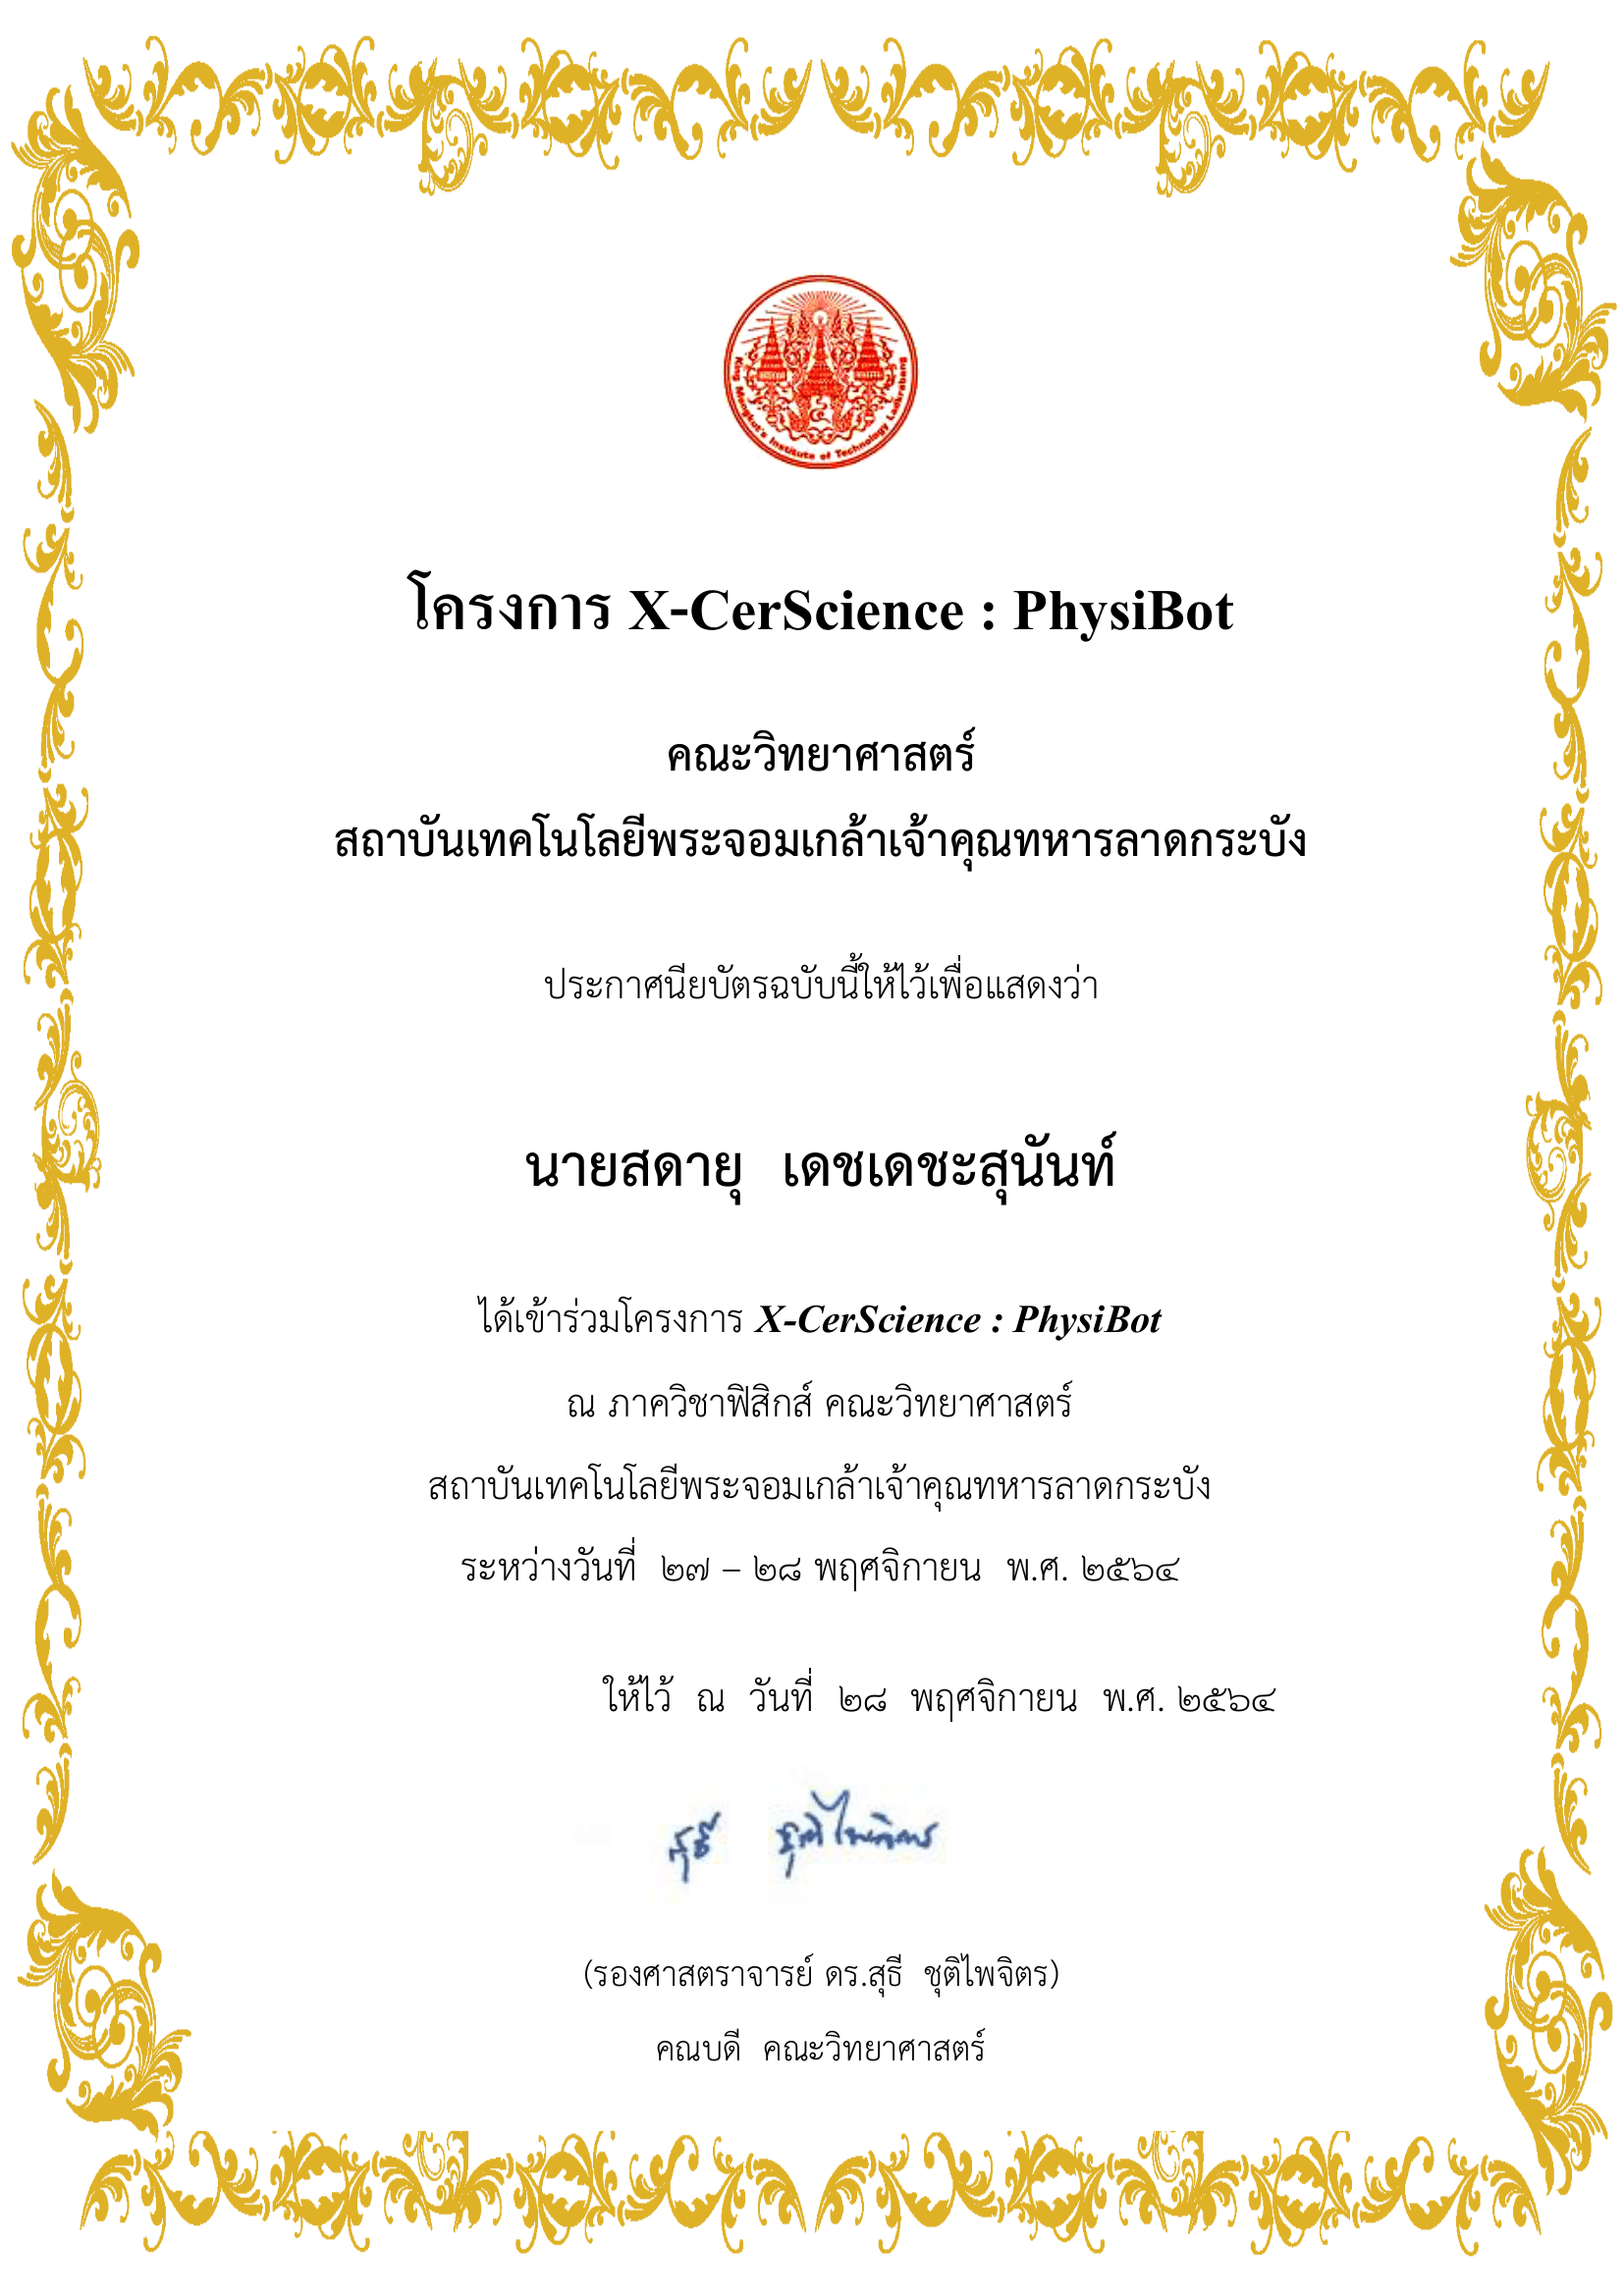 King Mongkut's Institute of Technology Ladkrabang
โครงการ X-CerScience : PhysiBot
คณะวิทยาศาสตร์
สถาบันเทคโนโลยีพระจอมเกล้าเจ้าคุณทหารลาดกระบัง
ประกาศนียบัตรฉบับนี้ให้ไว้เพื่อแสดงว่า
นายสดายุ เดชเดชะสุนันท์
ได้เข้าร่วมโครงการ X-CerScience : PhysiBot
ณ ภาควิชาฟิสิกส์ คณะวิทยาศาสตร์
สถาบันเทคโนโลยีพระจอมเกล้าเจ้าคุณทหารลาดกระบัง
ระหว่างวันที่ ๒๗ – ๒๘ พฤศจิกายน พ.ศ. ๒๕๖๔
ให้ไว้ ณ วันที่ ๒๘ พฤศจิกายน พ.ศ. ๒๕๖๔
สุธี ชุติไพจิตร
(รองศาสตราจารย์ ดร.สุธี ชุติไพจิตร)
คณบดี คณะวิทยาศาสตร์